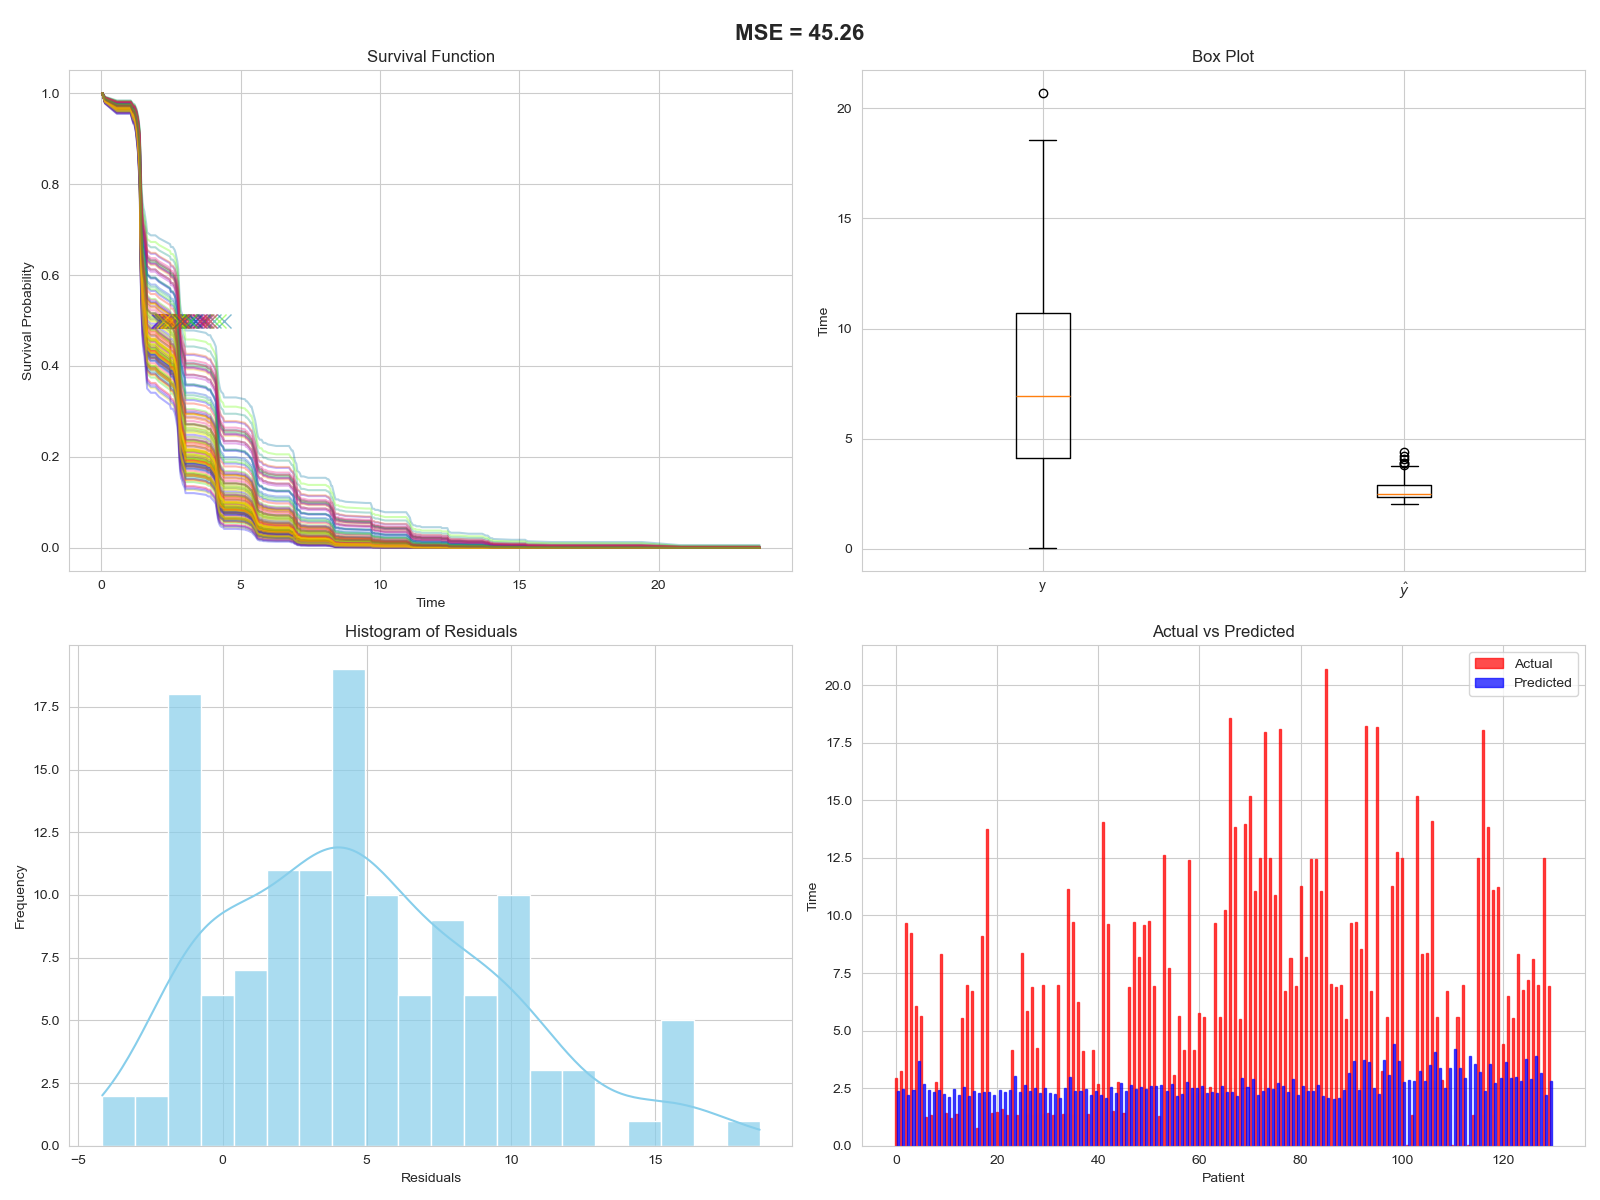 MSE = 45.26
Survival Function
1.0
0.8
0.6
0.4
0.2
0.0
Survival Probability
0
5
10
15
20
Time
Box Plot
20
15
10
5
0
Time
y
ŷ
Histogram of Residuals
17.5
15.0
12.5
10.0
7.5
5.0
2.5
0.0
Frequency
−5
0
5
10
15
Residuals
Actual vs Predicted
Actual
Predicted
20.0
17.5
15.0
12.5
10.0
7.5
5.0
2.5
0.0
Time
0
20
40
60
80
100
120
Patient